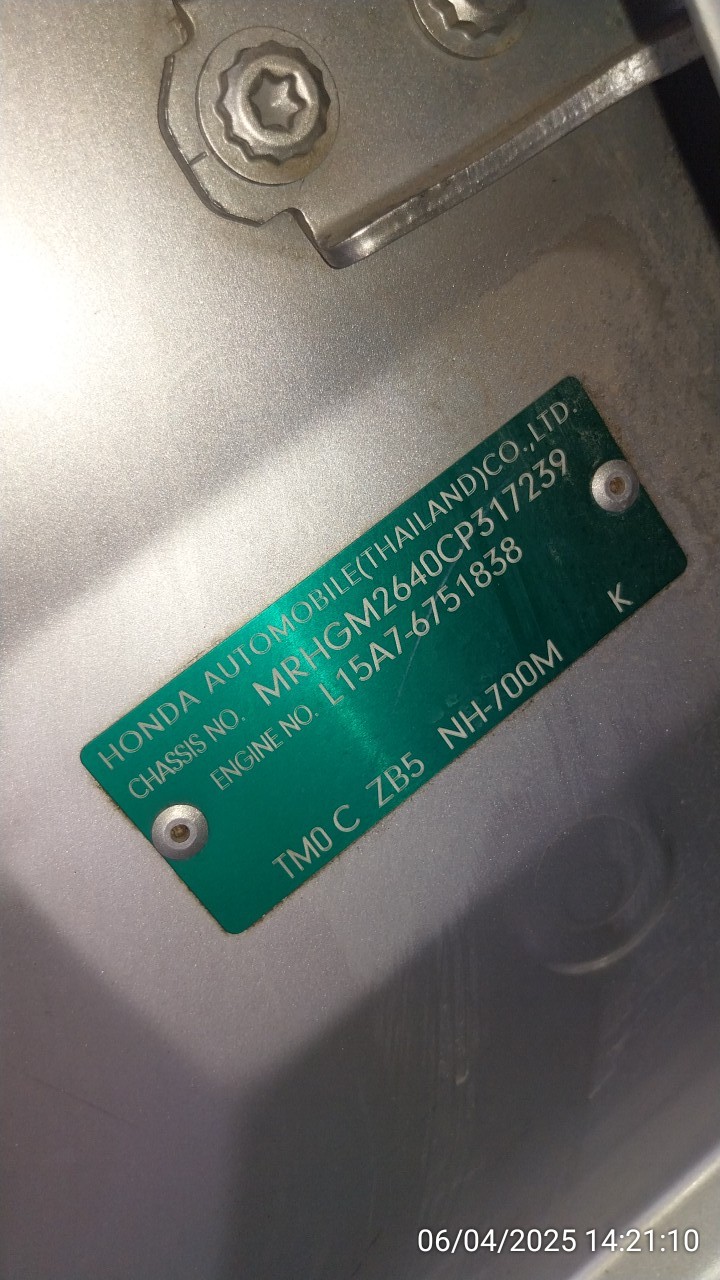 HONDA AUTOMOBILE(THAILAND)CO.,LTD.
CHASSIS NO. MRHGM2640CP317239
ENGINE NO. L15A7-6751838
TM0 C ZB5 NH-700M K
06/04/2025 14:21:10